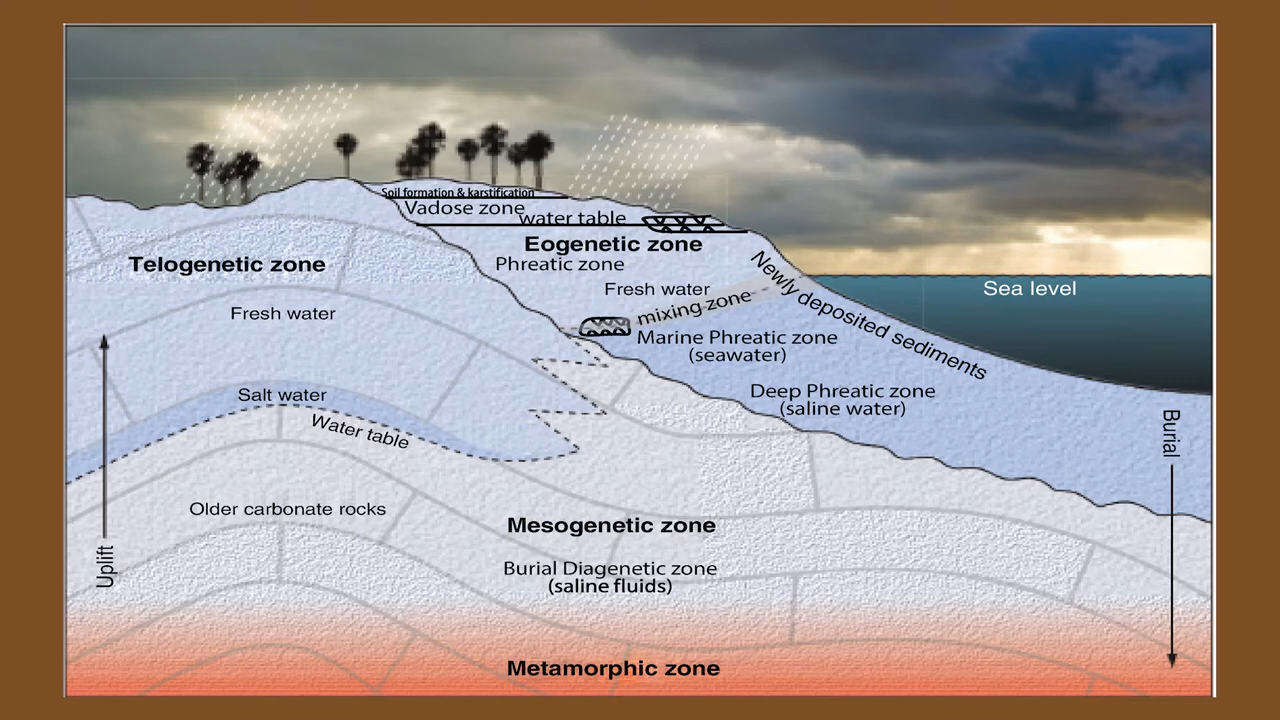 Soil formation & karstification
Vadose zone
water table
Eogenetic zone
Telogenetic zone
Phreatic zone
Fresh water
mixing zone
Newly deposited sediments
Sea level
Fresh water
Marine Phreatic zone
(seawater)
Deep Phreatic zone
(saline water)
Salt water
Water table
Burial
Older carbonate rocks
Mesogenetic zone
Uplift
Burial Diagenetic zone
(saline fluids)
Metamorphic zone